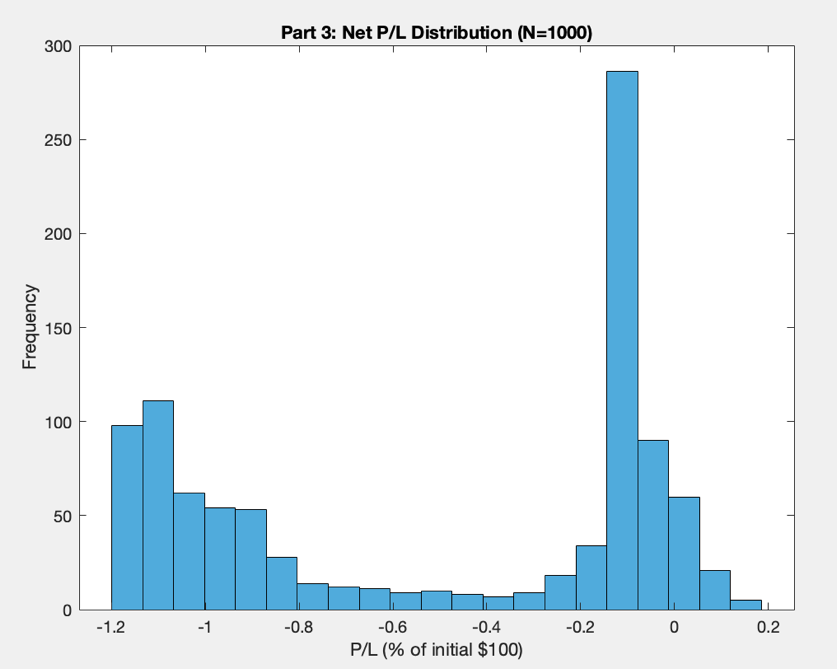 Part 3: Net P/L Distribution (N=1000)
300
250
200
150
100
50
0
Frequency
-1.2 -1 -0.8 -0.6 -0.4 -0.2 0 0.2
P/L (% of initial $100)